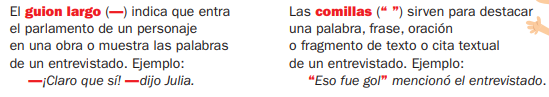 El guion largo (—) indica que entra
el parlamento de un personaje
en una obra o muestra las palabras
de un entrevistado. Ejemplo:
—¡Claro que sí! —dijo Julia.
Las comillas (“ ”) sirven para destacar
una palabra, frase, oración
o fragmento de texto o cita textual
de un entrevistado. Ejemplo:
“Eso fue gol” mencionó el entrevistado.